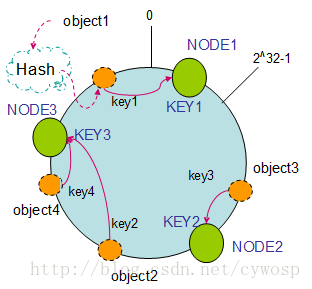 object1
0
NODE1
2^32-1
Hash
key1
KEY1
NODE3
KEY3
object3
key3
key4
object4
key2
KEY2
NODE2
object2
http://blog.csdn.net/cywosp